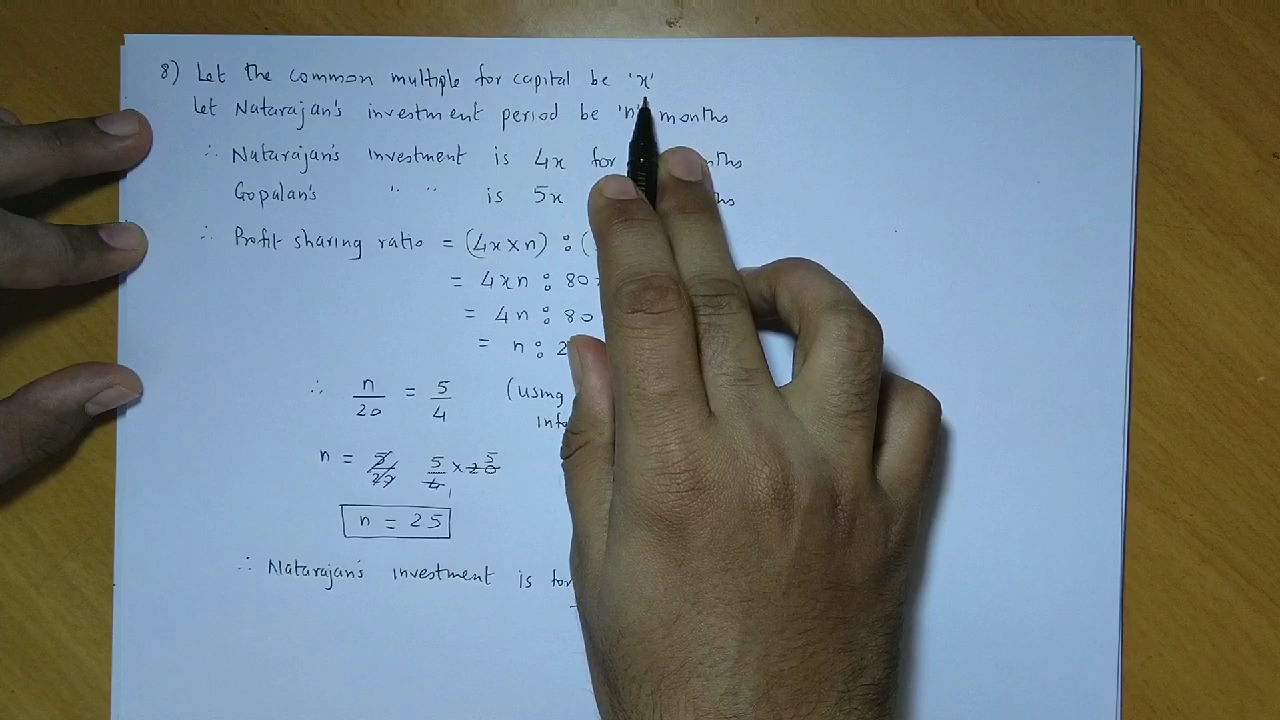 8) Let the common multiple for capital be 'x'
Let Natarajan's investment period be 'n' months
∴ Natarajan's investment is 4x for
Gopulan's " " is 5x
∴ Profit sharing ratio = (4x×n) : (
= 4xn : 80
= 4n : 80
= n : 2
∴ n/20 = 5/4 (using
n = 5/4 × 20
n = 25
∴ Natarajan's investment is for